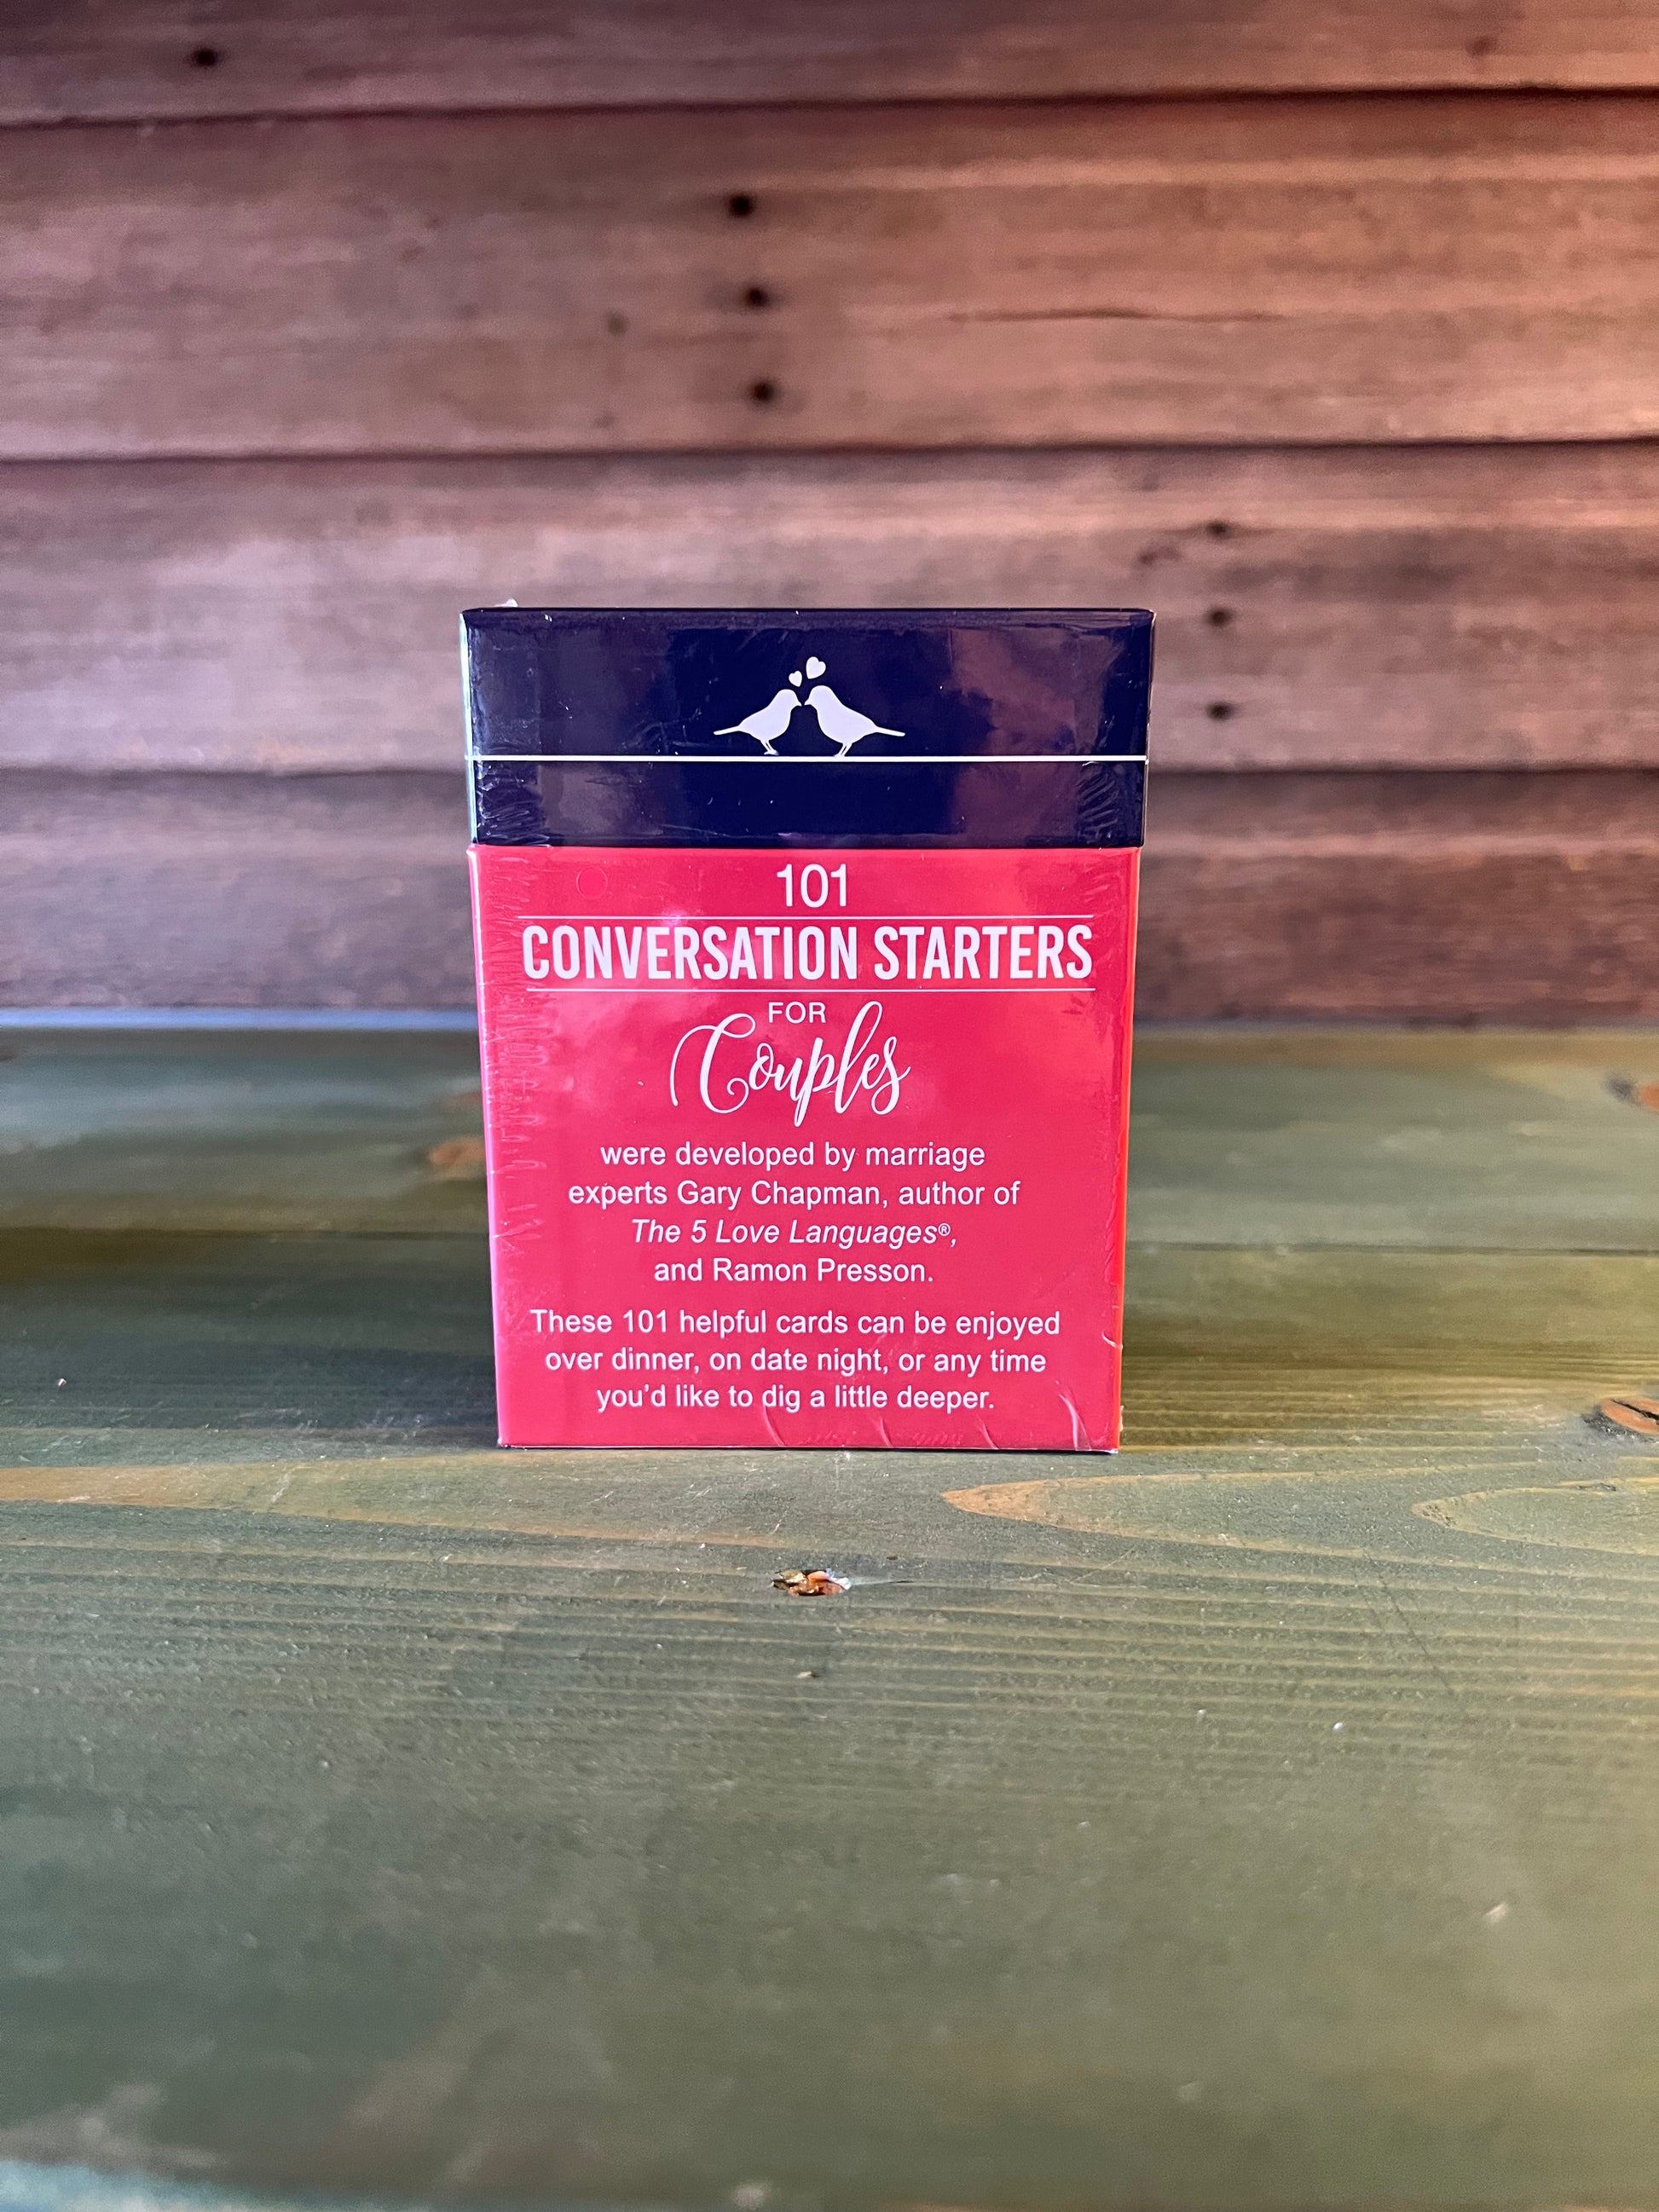 101
CONVERSATION STARTERS
FOR
Couples
were developed by marriage
experts Gary Chapman, author of
The 5 Love Languages®,
and Ramon Presson.
These 101 helpful cards can be enjoyed
over dinner, on date night, or any time
you'd like to dig a little deeper.